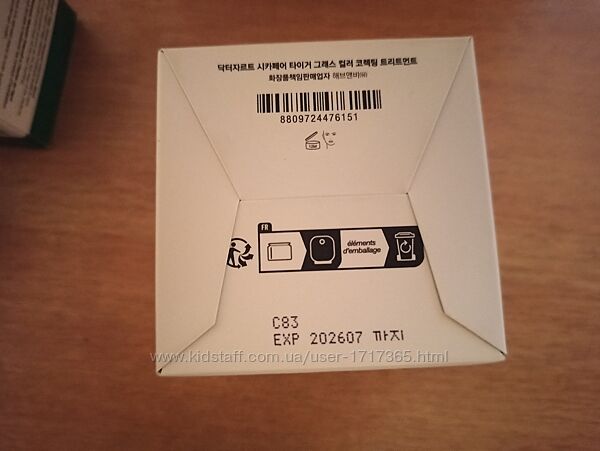 닥터자르트 시카페어 타이거 그래스 컬러 코렉팅 트리트먼트
화장품책임판매업자 해브앤비㈜
8809724476151
12M
FR
éléments
d'emballage
C83
EXP 202607 까지
www.kidstaff.com.ua/user-1717365.html